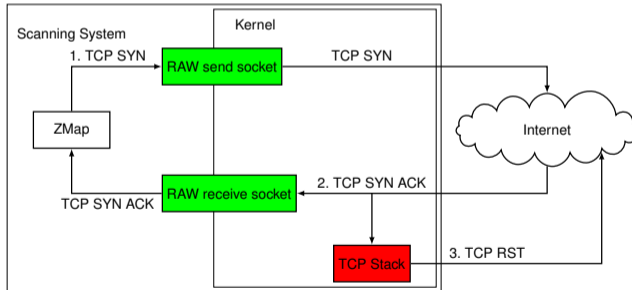 Scanning System
Kernel
1. TCP SYN
RAW send socket
TCP SYN
ZMap
Internet
TCP SYN ACK
RAW receive socket
2. TCP SYN ACK
TCP Stack
3. TCP RST